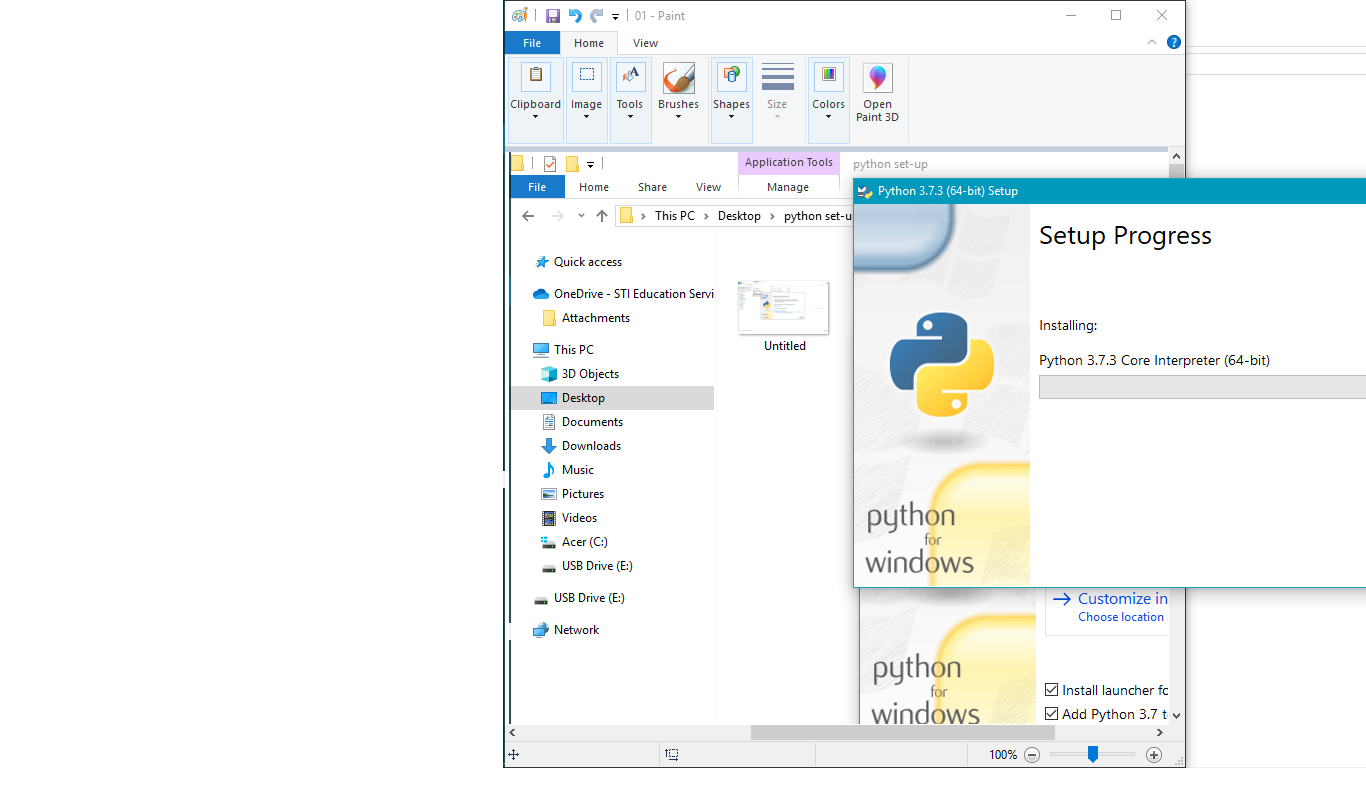 01 - Paint
File Home View
Clipboard Image Tools Brushes Shapes Size Colors Open Paint 3D
Application Tools python set-up
File Home Share View Manage
This PC Desktop python set-u
Python 3.7.3 (64-bit) Setup
Setup Progress
Installing:
Python 3.7.3 Core Interpreter (64-bit)
python
for
windows
Quick access
OneDrive - STI Education Servi
Attachments
This PC
3D Objects
Desktop
Documents
Downloads
Music
Pictures
Videos
Acer (C:)
USB Drive (E:)
USB Drive (E:)
Network
Untitled
Customize in
Choose location
python
for
windows
Install launcher fo
Add Python 3.7 t
100%